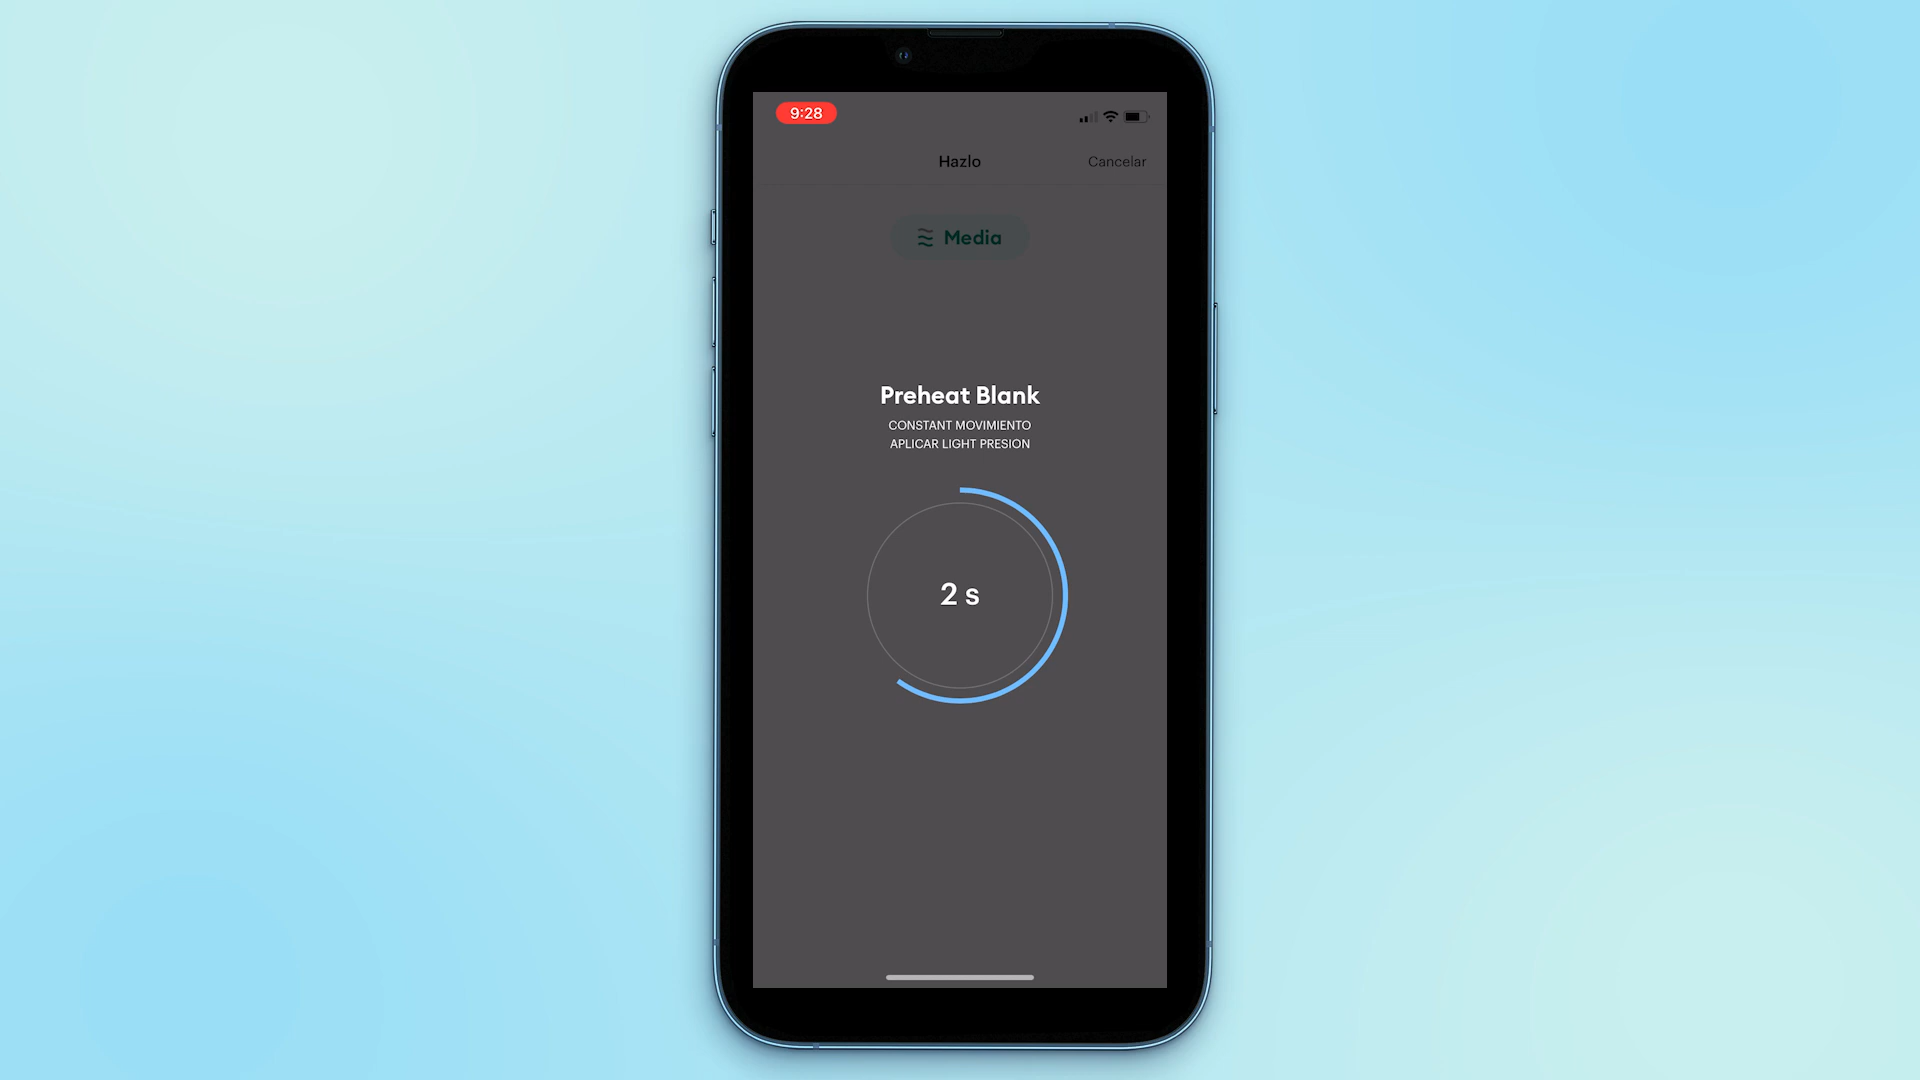 9:28
Hazlo
Cancelar
Media
Preheat Blank
CONSTANT MOVIMIENTO
APLICAR LIGHT PRESION
2 s